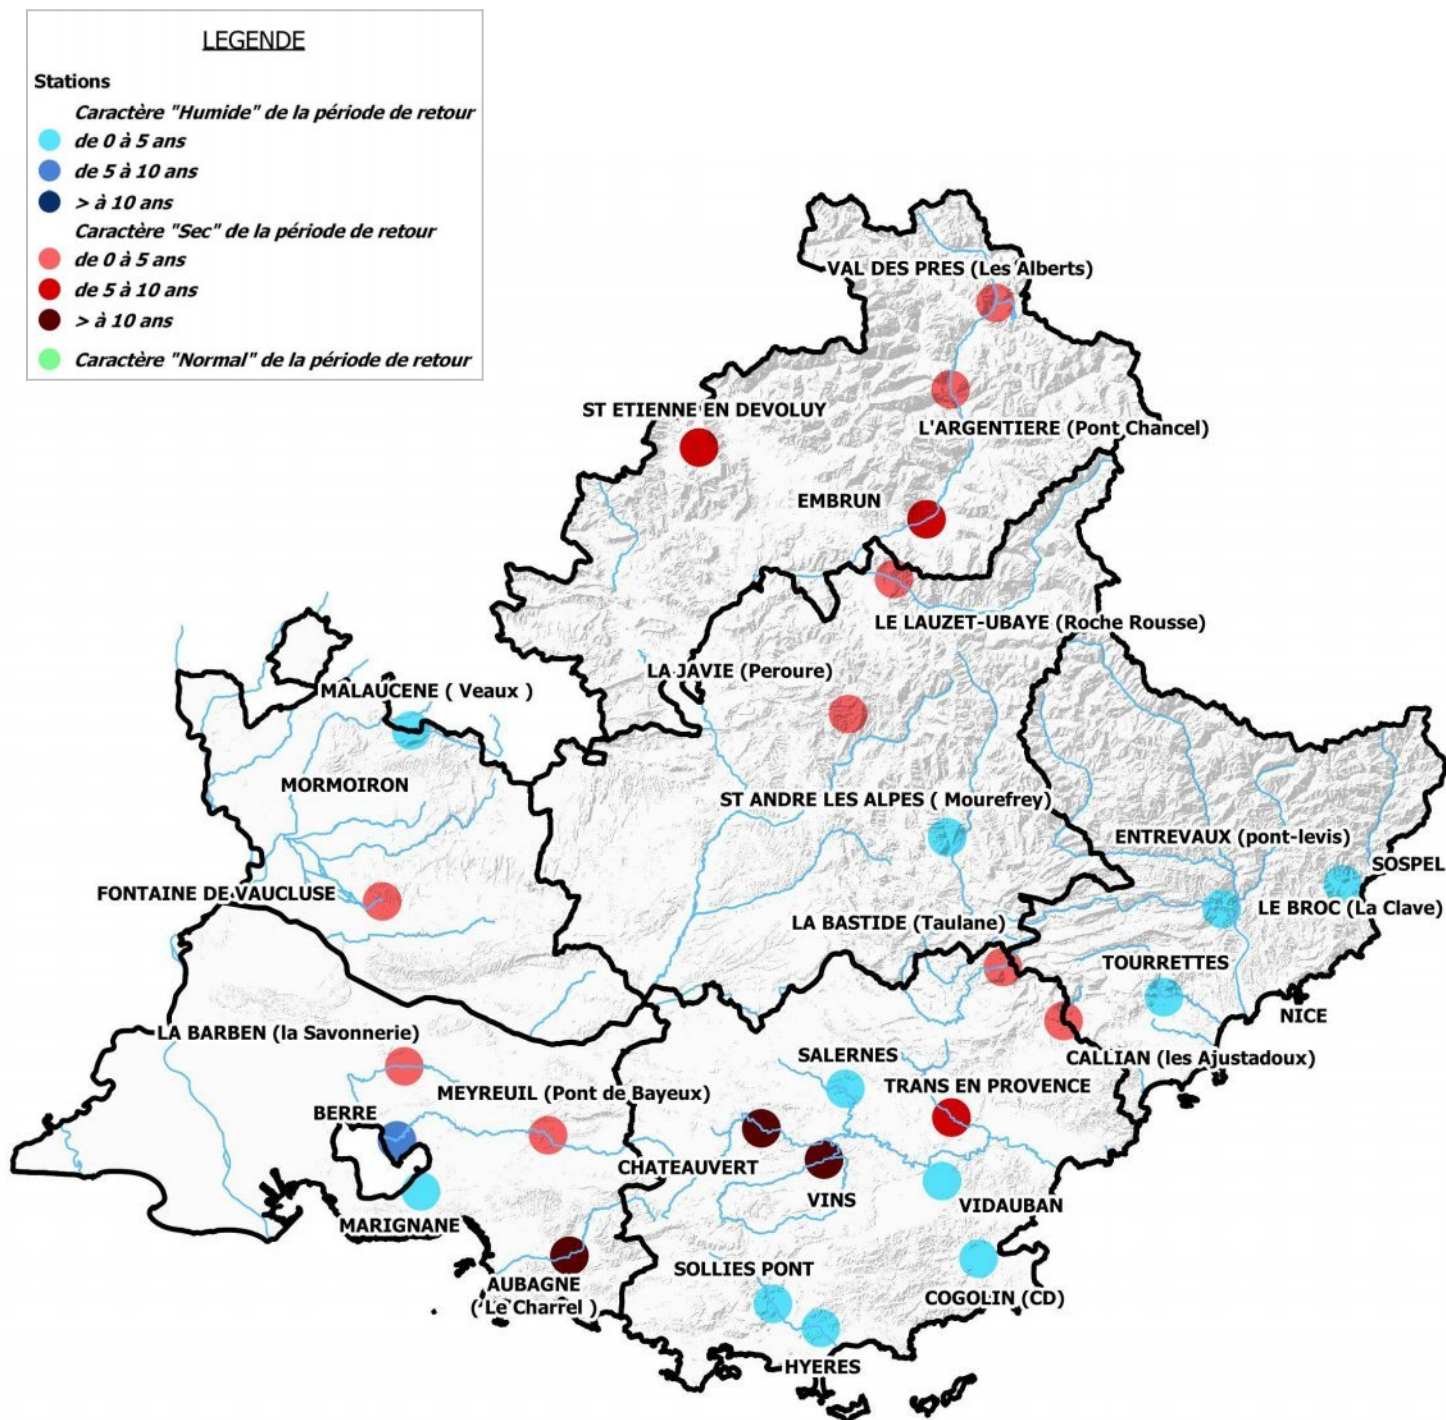 LEGENDE
Stations
Caractère "Humide" de la période de retour
de 0 à 5 ans
de 5 à 10 ans
> à 10 ans
Caractère "Sec" de la période de retour
de 0 à 5 ans
de 5 à 10 ans
> à 10 ans
Caractère "Normal" de la période de retour
VAL DES PRES (Les Alberts)
ST ETIENNE EN DEVOLUY
L'ARGENTIERE (Pont Chancel)
EMBRUN
LE LAUZET-UBAYE (Roche Rousse)
LA JAVIE (Peroure)
MALAUCENE ( Veaux )
MORMOIRON
ST ANDRE LES ALPES ( Mourefrey)
ENTREVAUX (pont-levis)
SOSPEL
FONTAINE DE VAUCLUSE
LE BROC (La Clave)
LA BASTIDE (Taulane)
TOURRETTES
NICE
LA BARBEN (la Savonnerie)
SALERNES
CALLIAN (les Ajustadoux)
MEYREUIL (Pont de Bayeux)
TRANS EN PROVENCE
BERRE
CHATEAUVERT
VINS
VIDAUBAN
MARIGNANE
SOLLIES PONT
AUBAGNE
( Le Charrel )
COGOLIN (CD)
HYERES